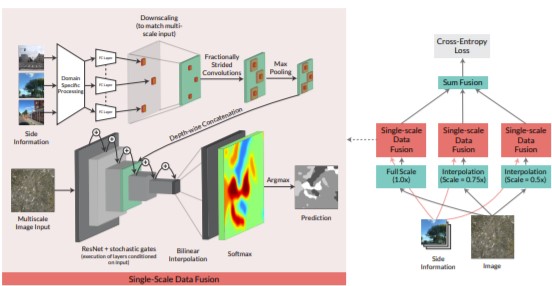 Downscaling
(to match multi-
scale input)
Domain
Specific
Processing
FC Layer
FC Layer
FC Layer
Fractionally
Strided
Convolutions
Max
Pooling
Side
Information
Depth-wise Concatenation
Multiscale
Image Input
Argmax
Prediction
ResNet + stochastic gates
(execution of layers conditioned
on input)
Bilinear
Interpolation
Softmax
Single-Scale Data Fusion
Cross-Entropy
Loss
Sum Fusion
Single-scale
Data
Fusion
Single-scale
Data
Fusion
Single-scale
Data
Fusion
Full Scale
(1.0x)
Interpolation
(Scale = 0.75x)
Interpolation
(Scale = 0.5x)
Side
Information
Image